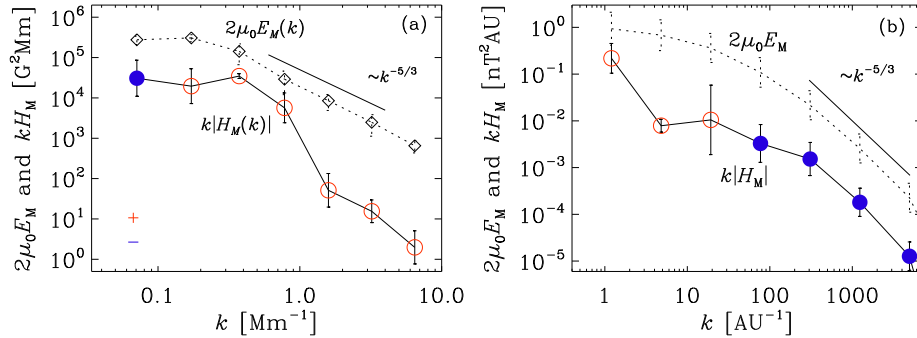 (a)
2μ₀E_M(k)
~k^-5/3
k|H_M(k)|
+
−
2μ₀E_M and kH_M [G²Mm]
10⁶
10⁵
10⁴
10³
10²
10¹
10⁰
0.1 1.0 10.0
k [Mm⁻¹]
(b)
2μ₀E_M
~k^-5/3
k|H_M|
2μ₀E_M and kH_M [nT²AU]
10⁰
10⁻¹
10⁻²
10⁻³
10⁻⁴
10⁻⁵
1 10 100 1000
k [AU⁻¹]